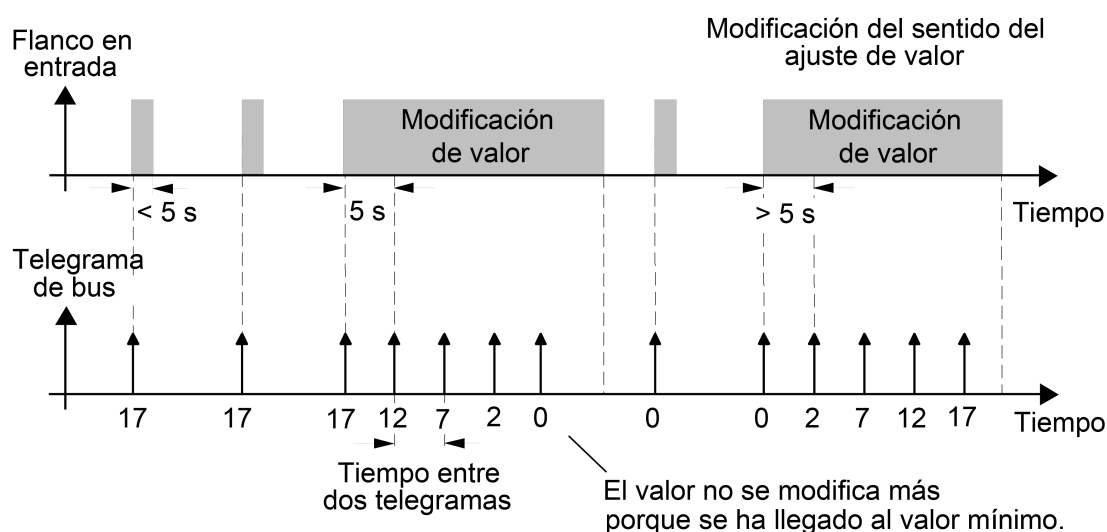 Modificación del sentido del
ajuste de valor
Flanco en
entrada
Modificación
de valor
Modificación
de valor
< 5 s
5 s
> 5 s
Tiempo
Telegrama
de bus
17 17 17 12 7 2 0 0 0 2 7 12 17
Tiempo
Tiempo entre
dos telegramas
El valor no se modifica más
porque se ha llegado al valor mínimo.